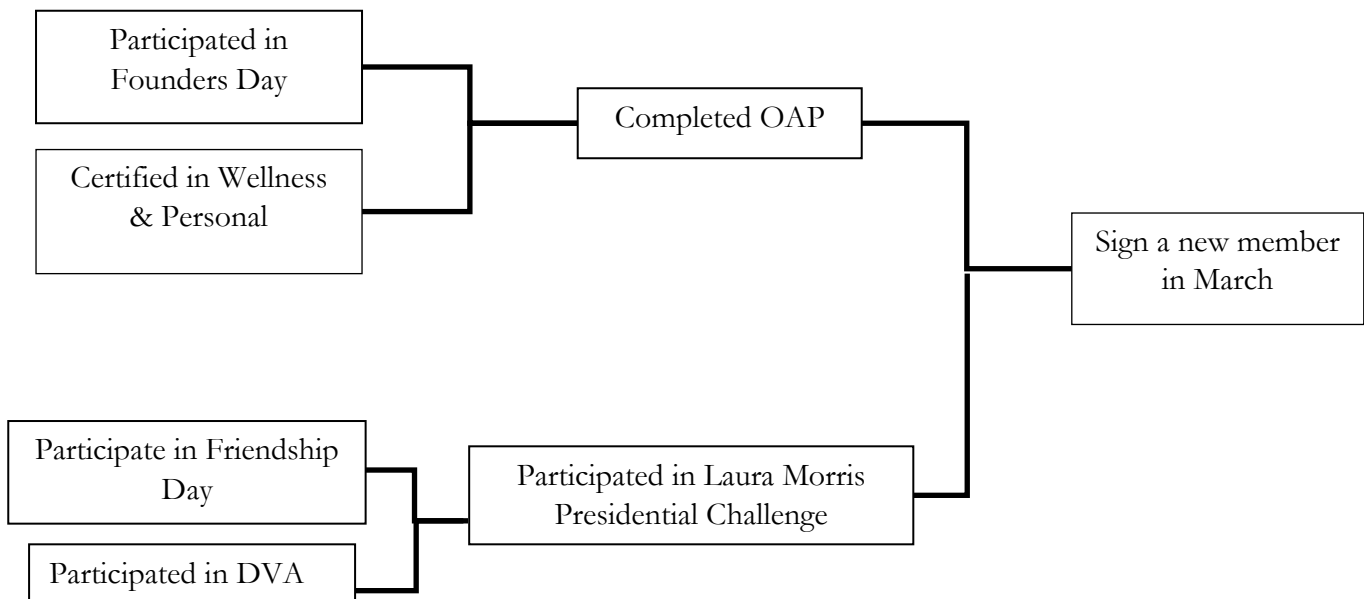 Participated in
Founders Day
Completed OAP
Certified in Wellness
& Personal
Sign a new member
in March
Participate in Friendship
Day
Participated in Laura Morris
Presidential Challenge
Participated in DVA